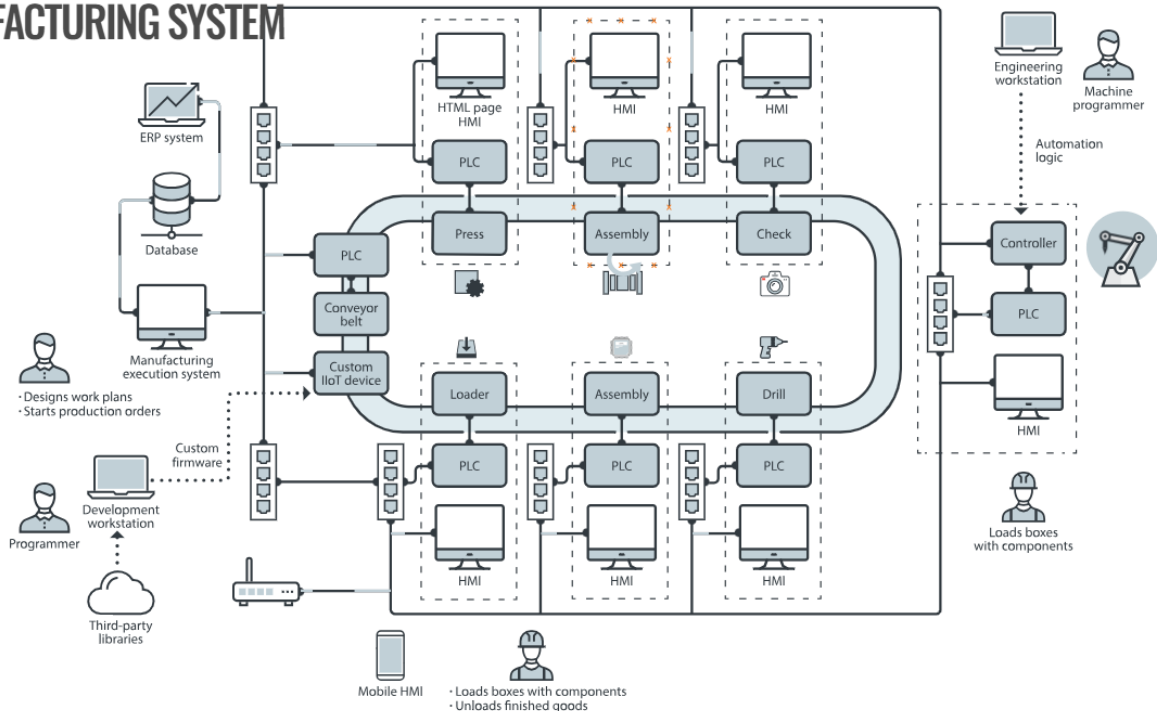 FACTURING SYSTEM
ERP system
Database
Manufacturing
execution system
· Designs work plans
· Starts production orders
Programmer
Development
workstation
Third-party
libraries
Custom
firmware
HTML page
HMI
PLC
Press
HMI
PLC
Assembly
HMI
PLC
Check
PLC
Conveyor
belt
Custom
IIoT device
Loader
PLC
HMI
Assembly
PLC
HMI
Drill
PLC
HMI
Engineering
workstation
Machine
programmer
Automation
logic
Controller
PLC
HMI
Loads boxes
with components
Mobile HMI
· Loads boxes with components
· Unloads finished goods